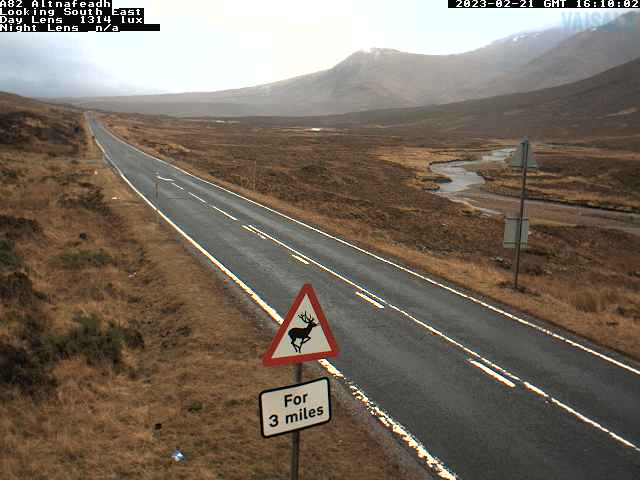 A82 Altnafeadh
2023-02-21 GMT 16:10:02
Looking South East
Day Lens 1314 lux
Night Lens n/a
VAISALA
For
3 miles